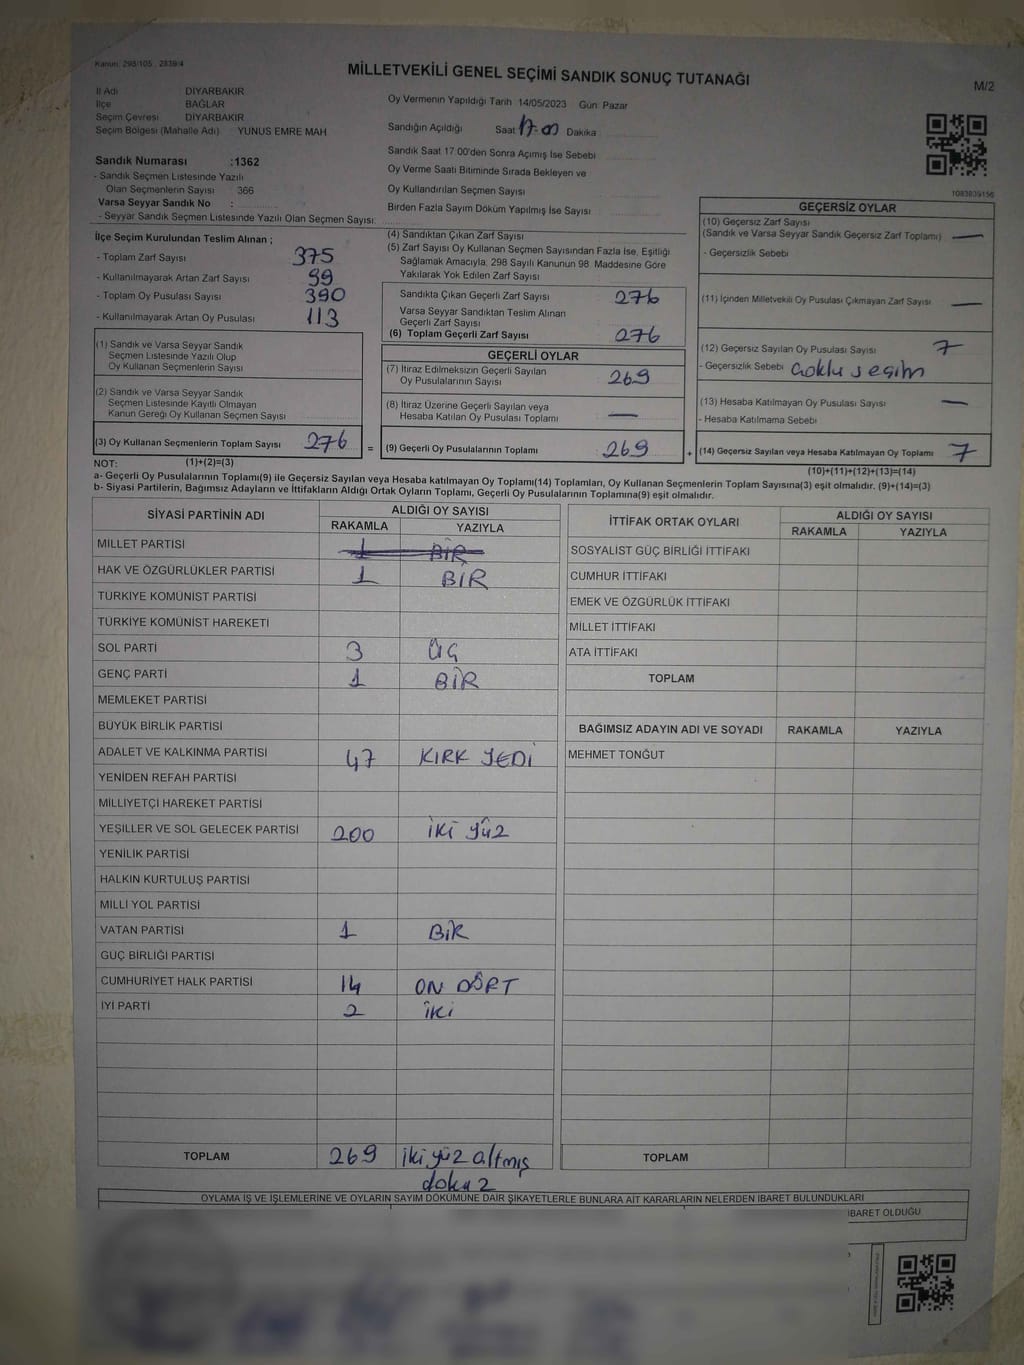 Kanun: 298/105 , 2839/4
MİLLETVEKİLİ GENEL SEÇİMİ SANDIK SONUÇ TUTANAĞI
M/2
İl Adı DİYARBAKIR
İlçe BAĞLAR
Seçim Çevresi DİYARBAKIR
Seçim Bölgesi (Mahalle Adı) YUNUS EMRE MAH.
Sandık Numarası :1362
- Sandık Seçmen Listesinde Yazılı
Olan Seçmenlerin Sayısı 366
Varsa Seyyar Sandık No :
- Seyyar Sandık Seçmen Listesinde Yazılı Olan Seçmen Sayısı:
Oy Vermenin Yapıldığı Tarih 14/05/2023 Gün: Pazar
Sandığın Açıldığı Saat 17.00 Dakika
Sandık Saat 17.00'den Sonra Açılmış İse Sebebi
Oy Verme Saati Bitiminde Sırada Bekleyen ve
Oy Kullandırılan Seçmen Sayısı
Birden Fazla Sayım Döküm Yapılmış İse Sayısı
1083939156
İlçe Seçim Kurulundan Teslim Alınan ;
- Toplam Zarf Sayısı 375
- Kullanılmayarak Artan Zarf Sayısı 99
- Toplam Oy Pusulası Sayısı 390
- Kullanılmayarak Artan Oy Pusulası 113
(1) Sandık ve Varsa Seyyar Sandık
Seçmen Listesinde Yazılı Olup
Oy Kullanan Seçmenlerin Sayısı
(2) Sandık ve Varsa Seyyar Sandık
Seçmen Listesinde Kayıtlı Olmayan
Kanun Gereği Oy Kullanan Seçmen Sayısı
(3) Oy Kullanan Seçmenlerin Toplam Sayısı 276 =
(1)+(2)=(3)
(4) Sandıktan Çıkan Zarf Sayısı
(5) Zarf Sayısı Oy Kullanan Seçmen Sayısından Fazla İse, Eşitliği
Sağlamak Amacıyla; 298 Sayılı Kanunun 98. Maddesine Göre
Yakılarak Yok Edilen Zarf Sayısı
Sandıkta Çıkan Geçerli Zarf Sayısı 276
Varsa Seyyar Sandıktan Teslim Alınan
Geçerli Zarf Sayısı
(6) Toplam Geçerli Zarf Sayısı 276
GEÇERLİ OYLAR
(7) İtiraz Edilmeksizin Geçerli Sayılan
Oy Pusulalarının Sayısı 269
(8) İtiraz Üzerine Geçerli Sayılan veya
Hesaba Katılan Oy Pusulası Toplamı —
(9) Geçerli Oy Pusulalarının Toplamı 269 +
GEÇERSİZ OYLAR
(10) Geçersiz Zarf Sayısı
(Sandık ve Varsa Seyyar Sandık Geçersiz Zarf Toplamı) —
- Geçersizlik Sebebi
(11) İçinden Milletvekili Oy Pusulası Çıkmayan Zarf Sayısı —
(12) Geçersiz Sayılan Oy Pusulası Sayısı 7
- Geçersizlik Sebebi çoklu seçim
(13) Hesaba Katılmayan Oy Pusulası Sayısı —
- Hesaba Katılmama Sebebi
(14) Geçersiz Sayılan veya Hesaba Katılmayan Oy Toplamı 7
(10)+(11)+(12)+(13)=(14)
NOT:
a- Geçerli Oy Pusulalarının Toplamı(9) ile Geçersiz Sayılan veya Hesaba katılmayan Oy Toplamı(14) Toplamları, Oy Kullanan Seçmenlerin Toplam Sayısına(3) eşit olmalıdır. (9)+(14)=(3)
b- Siyasi Partilerin, Bağımsız Adayların ve İttifakların Aldığı Ortak Oyların Toplamı, Geçerli Oy Pusulalarının Toplamına(9) eşit olmalıdır.
SİYASİ PARTİNİN ADI
ALDIĞI OY SAYISI
RAKAMLA YAZIYLA
MİLLET PARTİSİ 1 BİR
HAK VE ÖZGÜRLÜKLER PARTİSİ 1 BİR
TÜRKİYE KOMÜNİST PARTİSİ
TÜRKİYE KOMÜNİST HAREKETİ
SOL PARTİ 3 ÜÇ
GENÇ PARTİ 1 BİR
MEMLEKET PARTİSİ
BÜYÜK BİRLİK PARTİSİ
ADALET VE KALKINMA PARTİSİ 47 KIRK YEDİ
YENİDEN REFAH PARTİSİ
MİLLİYETÇİ HAREKET PARTİSİ
YEŞİLLER VE SOL GELECEK PARTİSİ 200 iki yüz
YENİLİK PARTİSİ
HALKIN KURTULUŞ PARTİSİ
MİLLİ YOL PARTİSİ
VATAN PARTİSİ 1 BİR
GÜÇ BİRLİĞİ PARTİSİ
CUMHURİYET HALK PARTİSİ 14 ON DÖRT
İYİ PARTİ 2 iki
TOPLAM 269 iki yüz altmış
dokuz
İTTİFAK ORTAK OYLARI
ALDIĞI OY SAYISI
RAKAMLA YAZIYLA
SOSYALİST GÜÇ BİRLİĞİ İTTİFAKI
CUMHUR İTTİFAKI
EMEK VE ÖZGÜRLÜK İTTİFAKI
MİLLET İTTİFAKI
ATA İTTİFAKI
TOPLAM
BAĞIMSIZ ADAYIN ADI VE SOYADI RAKAMLA YAZIYLA
MEHMET TONĞUT
TOPLAM
OYLAMA İŞ VE İŞLEMLERİNE VE OYLARIN SAYIM DÖKÜMÜNE DAİR ŞİKAYETLERLE BUNLARA AİT KARARLARIN NELERDEN İBARET BULUNDUKLARI
İBARET OLDUĞU